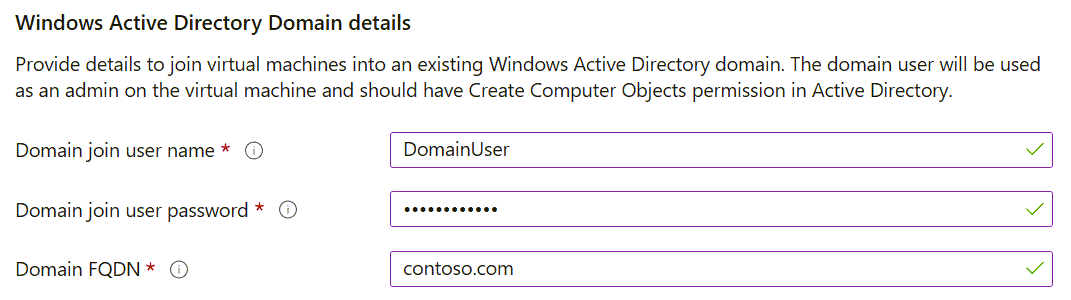 Windows Active Directory Domain details
Provide details to join virtual machines into an existing Windows Active Directory domain. The domain user will be used
as an admin on the virtual machine and should have Create Computer Objects permission in Active Directory.
Domain join user name * DomainUser
Domain join user password * ••••••••••••
Domain FQDN * contoso.com